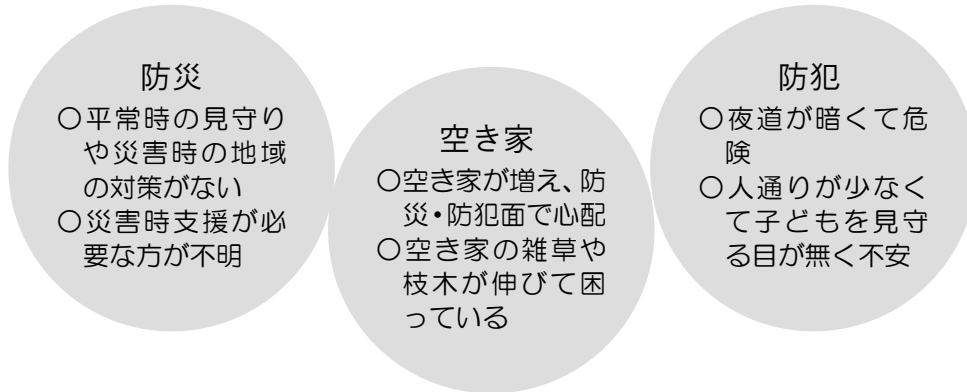 防災
○平常時の見守り
や災害時の地域
の対策がない
○災害時支援が必
要な方が不明
空き家
○空き家が増え、防
災・防犯面で心配
○空き家の雑草や
枝木が伸びて困
っている
防犯
○夜道が暗くて危
険
○人通りが少なく
て子どもを見守
る目が無く不安